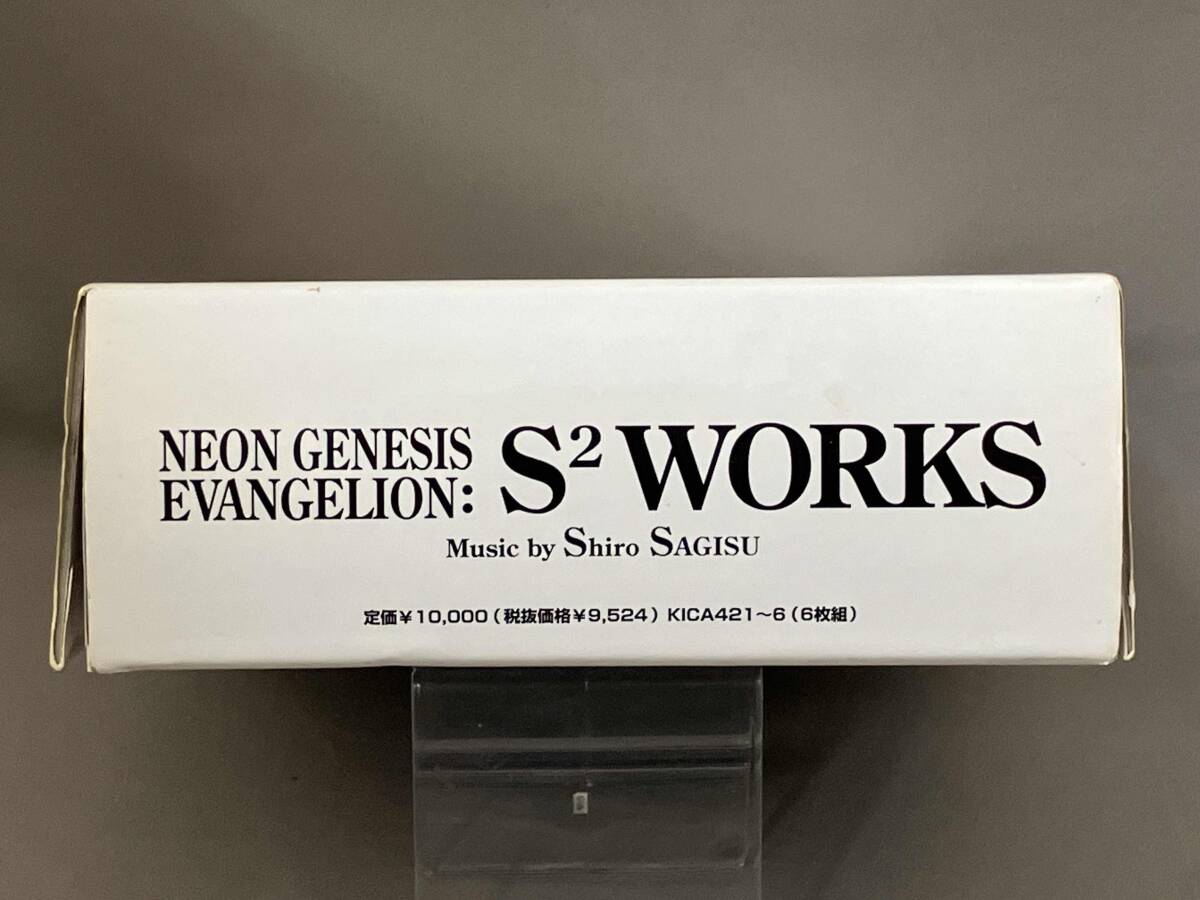 NEON GENESIS
EVANGELION: S² WORKS
Music by Shiro SAGISU
定価¥10,000(税抜価格¥9,524) KICA421~6(6枚組)